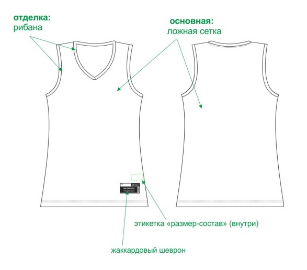 отделка:
рибана
основная:
ложная сетка
этикетка «размер-состав» (внутри)
жаккардовый шеврон